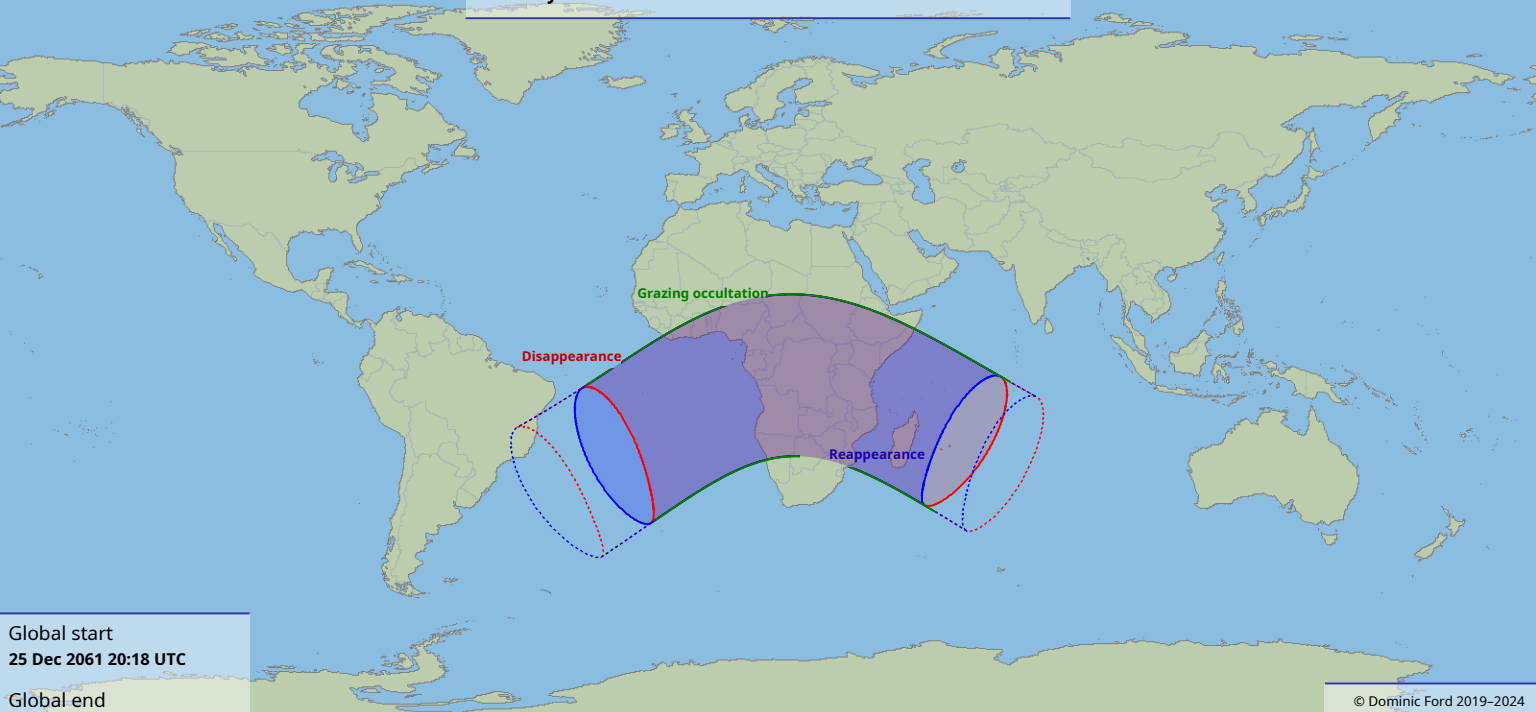 Grazing occultation
Disappearance
Reappearance
Global start
25 Dec 2061 20:18 UTC
Global end
© Dominic Ford 2019–2024